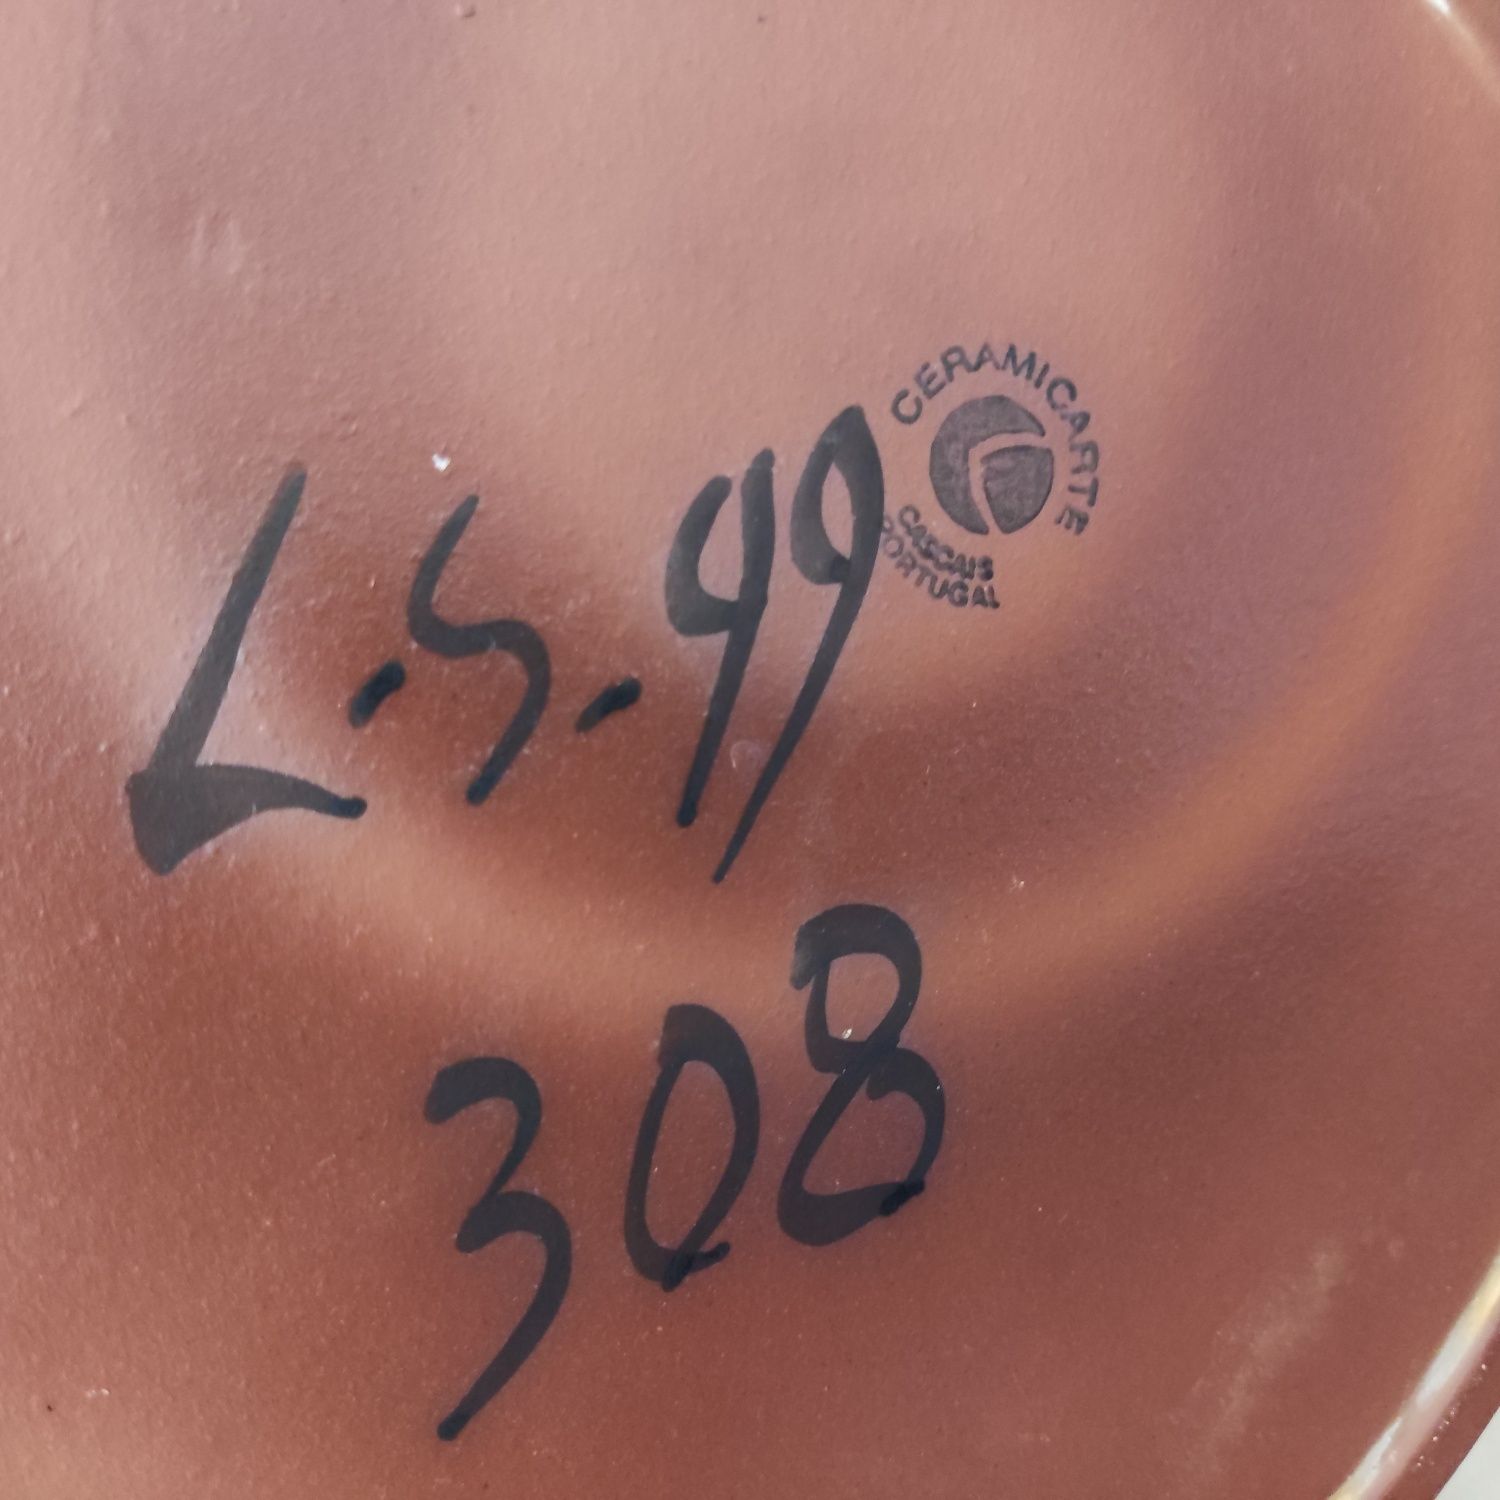 CERAMICARTE
CASCAIS
PORTUGAL
L.S.99
308